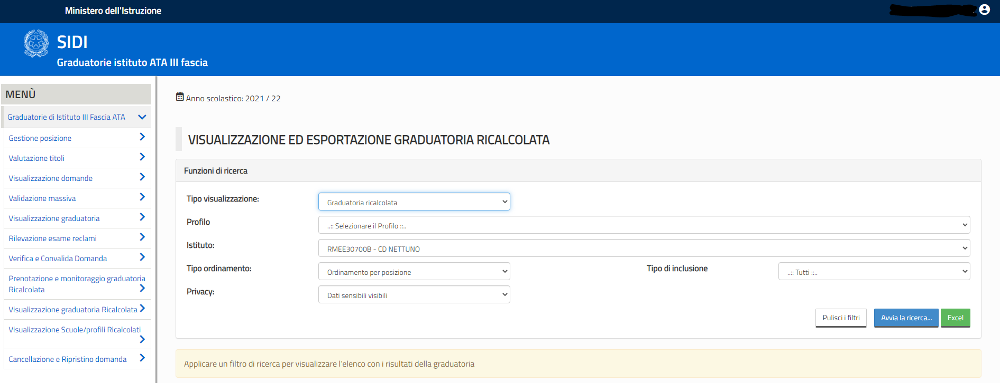 Ministero dell'Istruzione
SIDI
Graduatorie istituto ATA III fascia
MENÙ
Graduatorie di Istituto III Fascia ATA
Gestione posizione
Valutazione titoli
Visualizzazione domande
Validazione massiva
Visualizzazione graduatoria
Rilevazione esame reclami
Verifica e Convalida Domanda
Prenotazione e monitoraggio graduatoria
Ricalcolata
Visualizzazione graduatoria Ricalcolata
Visualizzazione Scuole/profili Ricalcolati
Cancellazione e Ripristino domanda
Anno scolastico: 2021 / 22
VISUALIZZAZIONE ED ESPORTAZIONE GRADUATORIA RICALCOLATA
Funzioni di ricerca
Tipo visualizzazione: Graduatoria ricalcolata
Profilo ..:: Selezionare il Profilo ::..
Istituto: RMEE30700B - CD NETTUNO
Tipo ordinamento: Ordinamento per posizione Tipo di inclusione ..:: Tutti ::..
Privacy: Dati sensibili visibili
Pulisci i filtri Avvia la ricerca... Excel
Applicare un filtro di ricerca per visualizzare l'elenco con i risultati della graduatoria